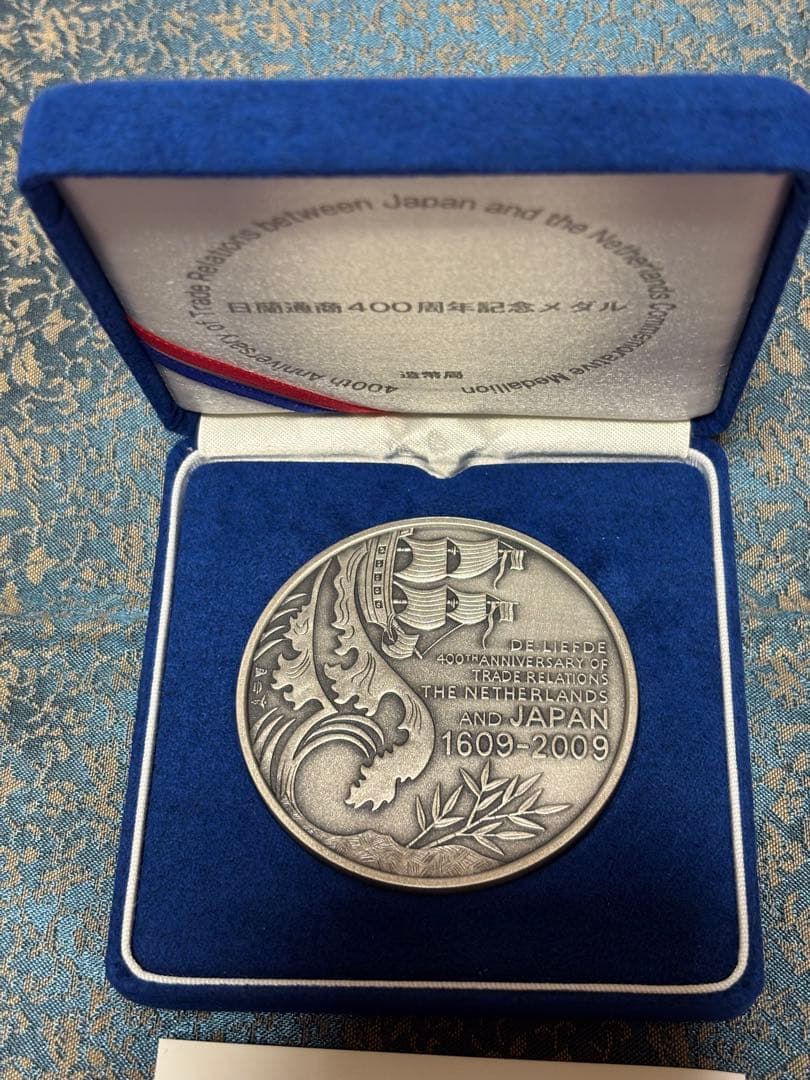 400th Anniversary of Trade Relations between Japan and the Netherlands Commemorative Medallion
日蘭通商400周年記念メダル
造幣局
DE LIEFDE
400TH ANNIVERSARY OF
TRADE RELATIONS
THE NETHERLANDS
AND JAPAN
1609-2009